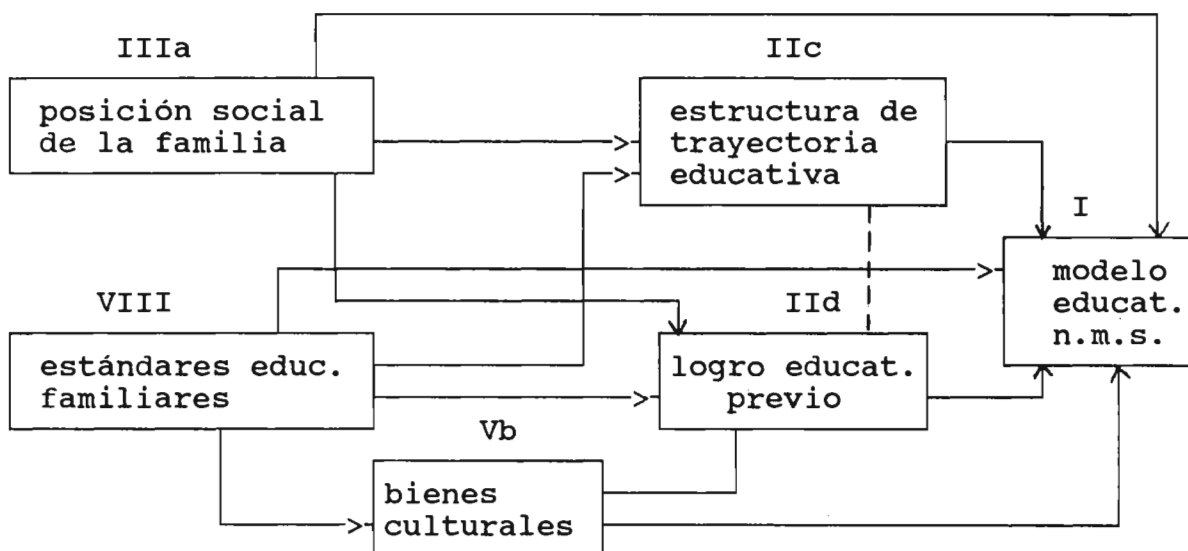 IIIa
posición social
de la familia
IIc
estructura de
trayectoria
educativa
I
modelo
educat.
n.m.s.
VIII
estándares educ.
familiares
IId
logro educat.
previo
Vb
bienes
culturales